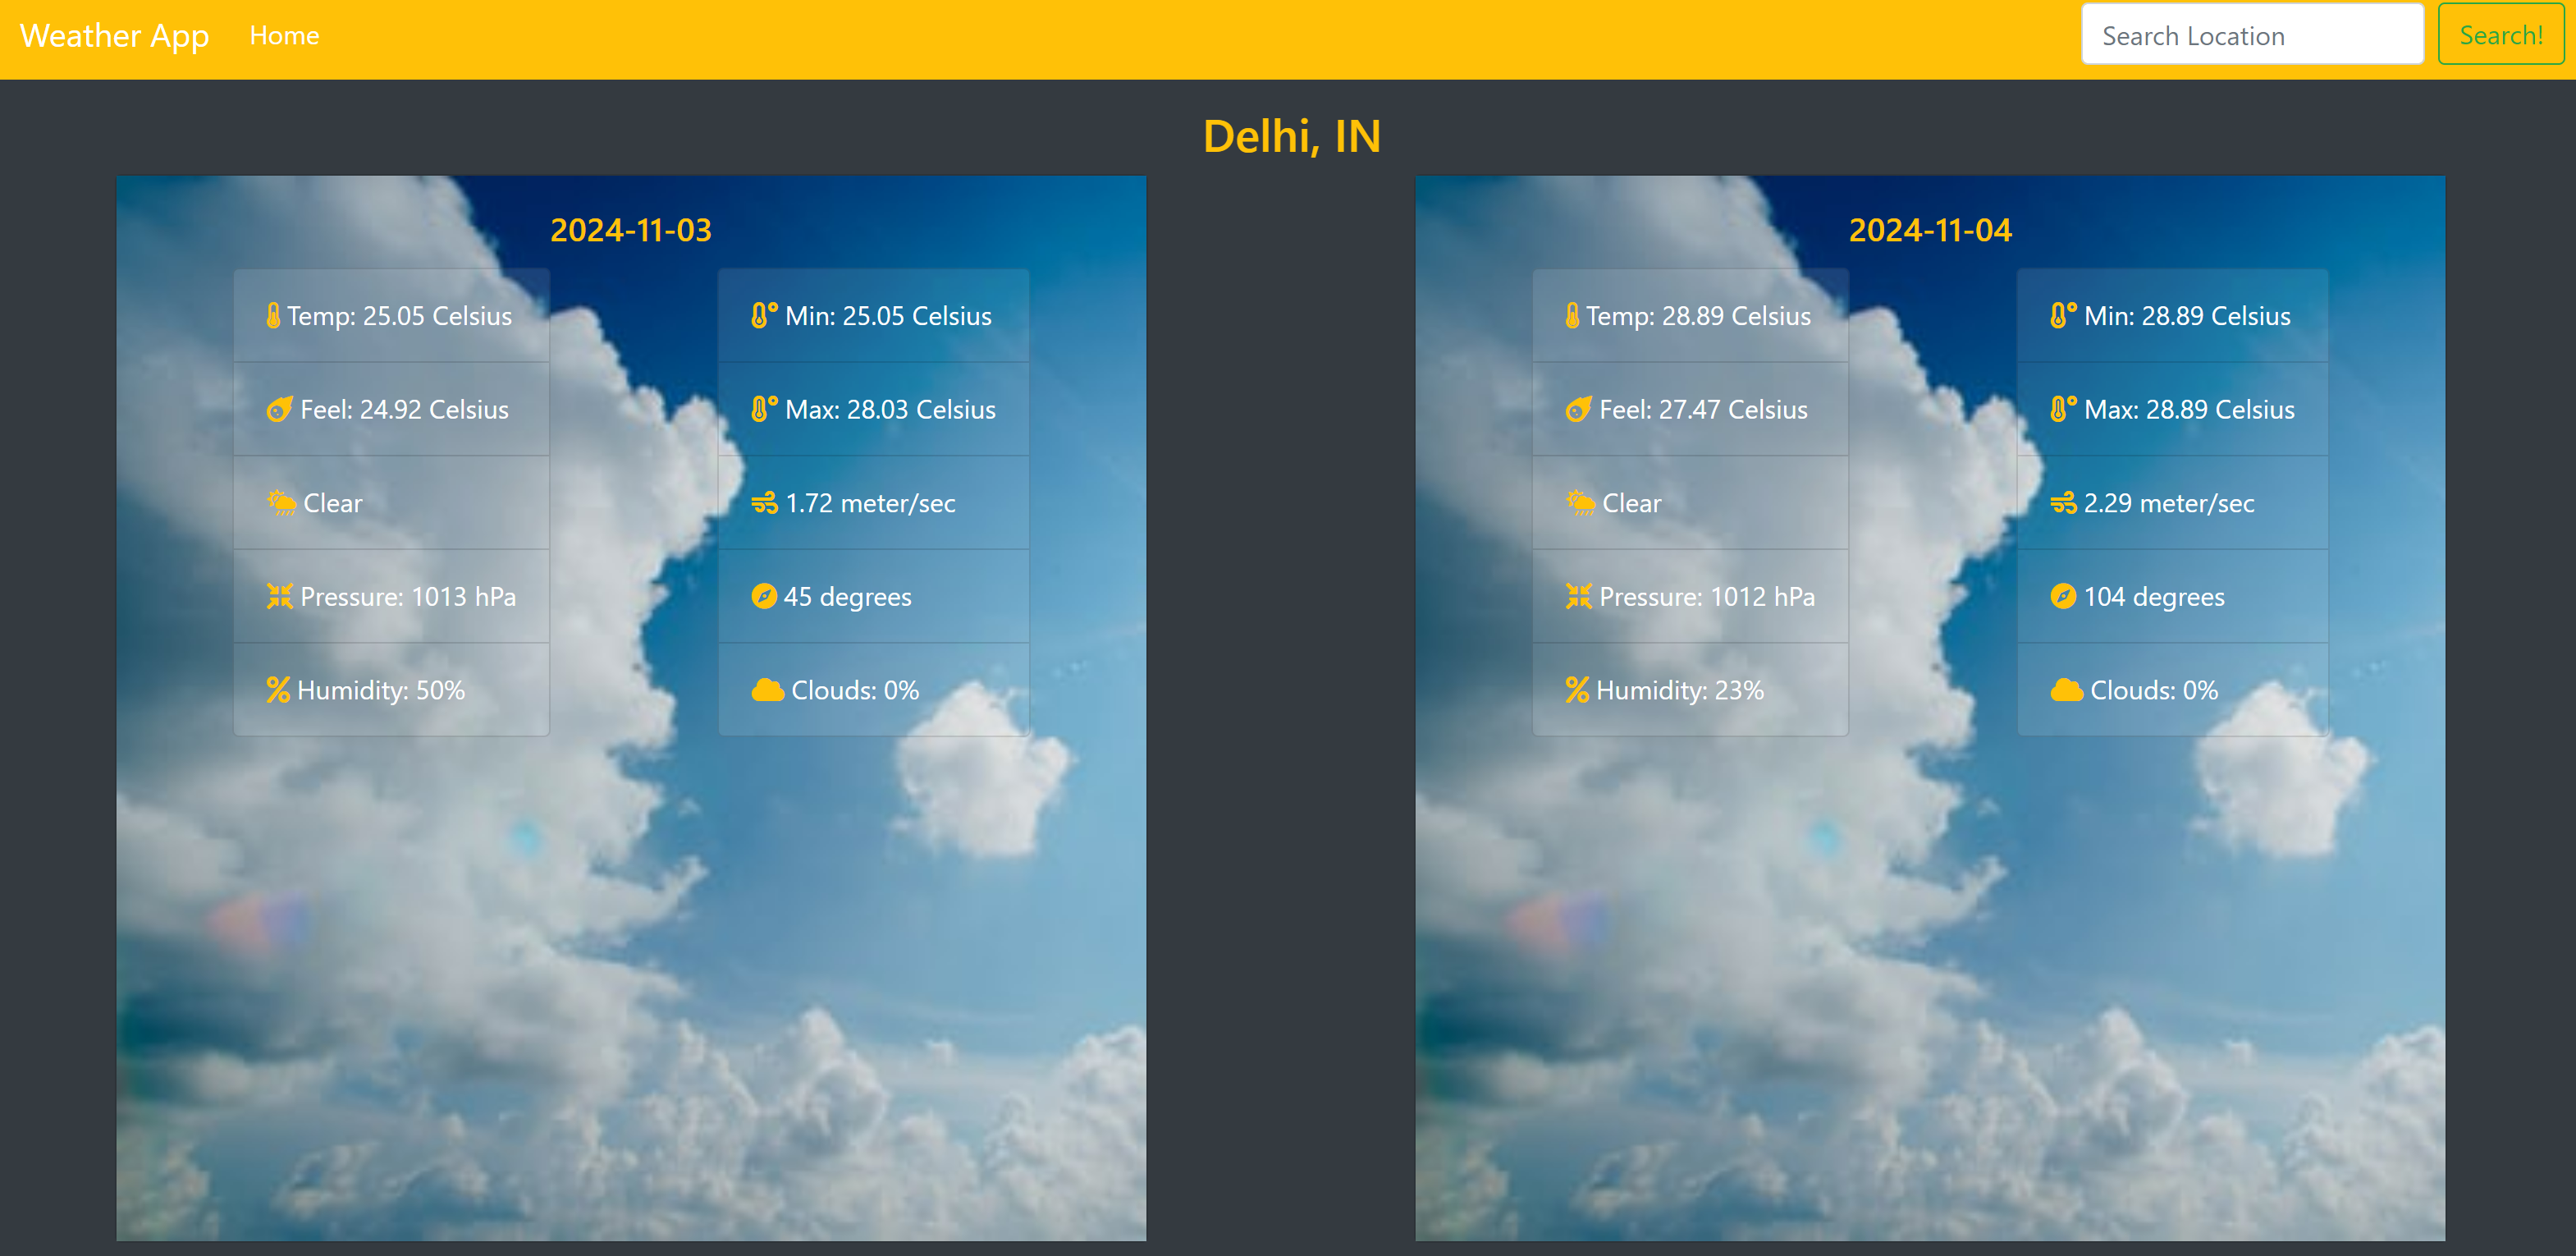 Weather App Home Search Location Search!
Delhi, IN
2024-11-03
Temp: 25.05 Celsius
Feel: 24.92 Celsius
Clear
Pressure: 1013 hPa
Humidity: 50%
Min: 25.05 Celsius
Max: 28.03 Celsius
1.72 meter/sec
45 degrees
Clouds: 0%
2024-11-04
Temp: 28.89 Celsius
Feel: 27.47 Celsius
Clear
Pressure: 1012 hPa
Humidity: 23%
Min: 28.89 Celsius
Max: 28.89 Celsius
2.29 meter/sec
104 degrees
Clouds: 0%